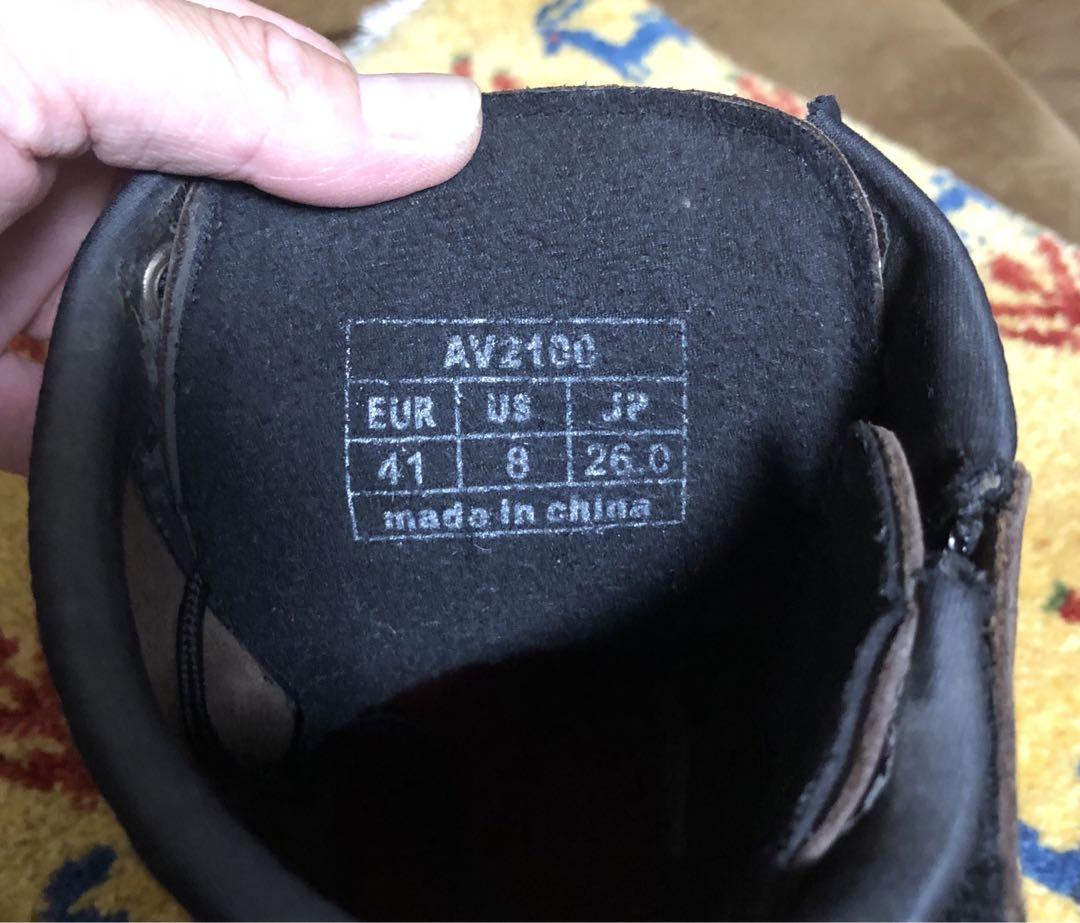 AV2100
EUR US JP
41 8 26.0
made in china